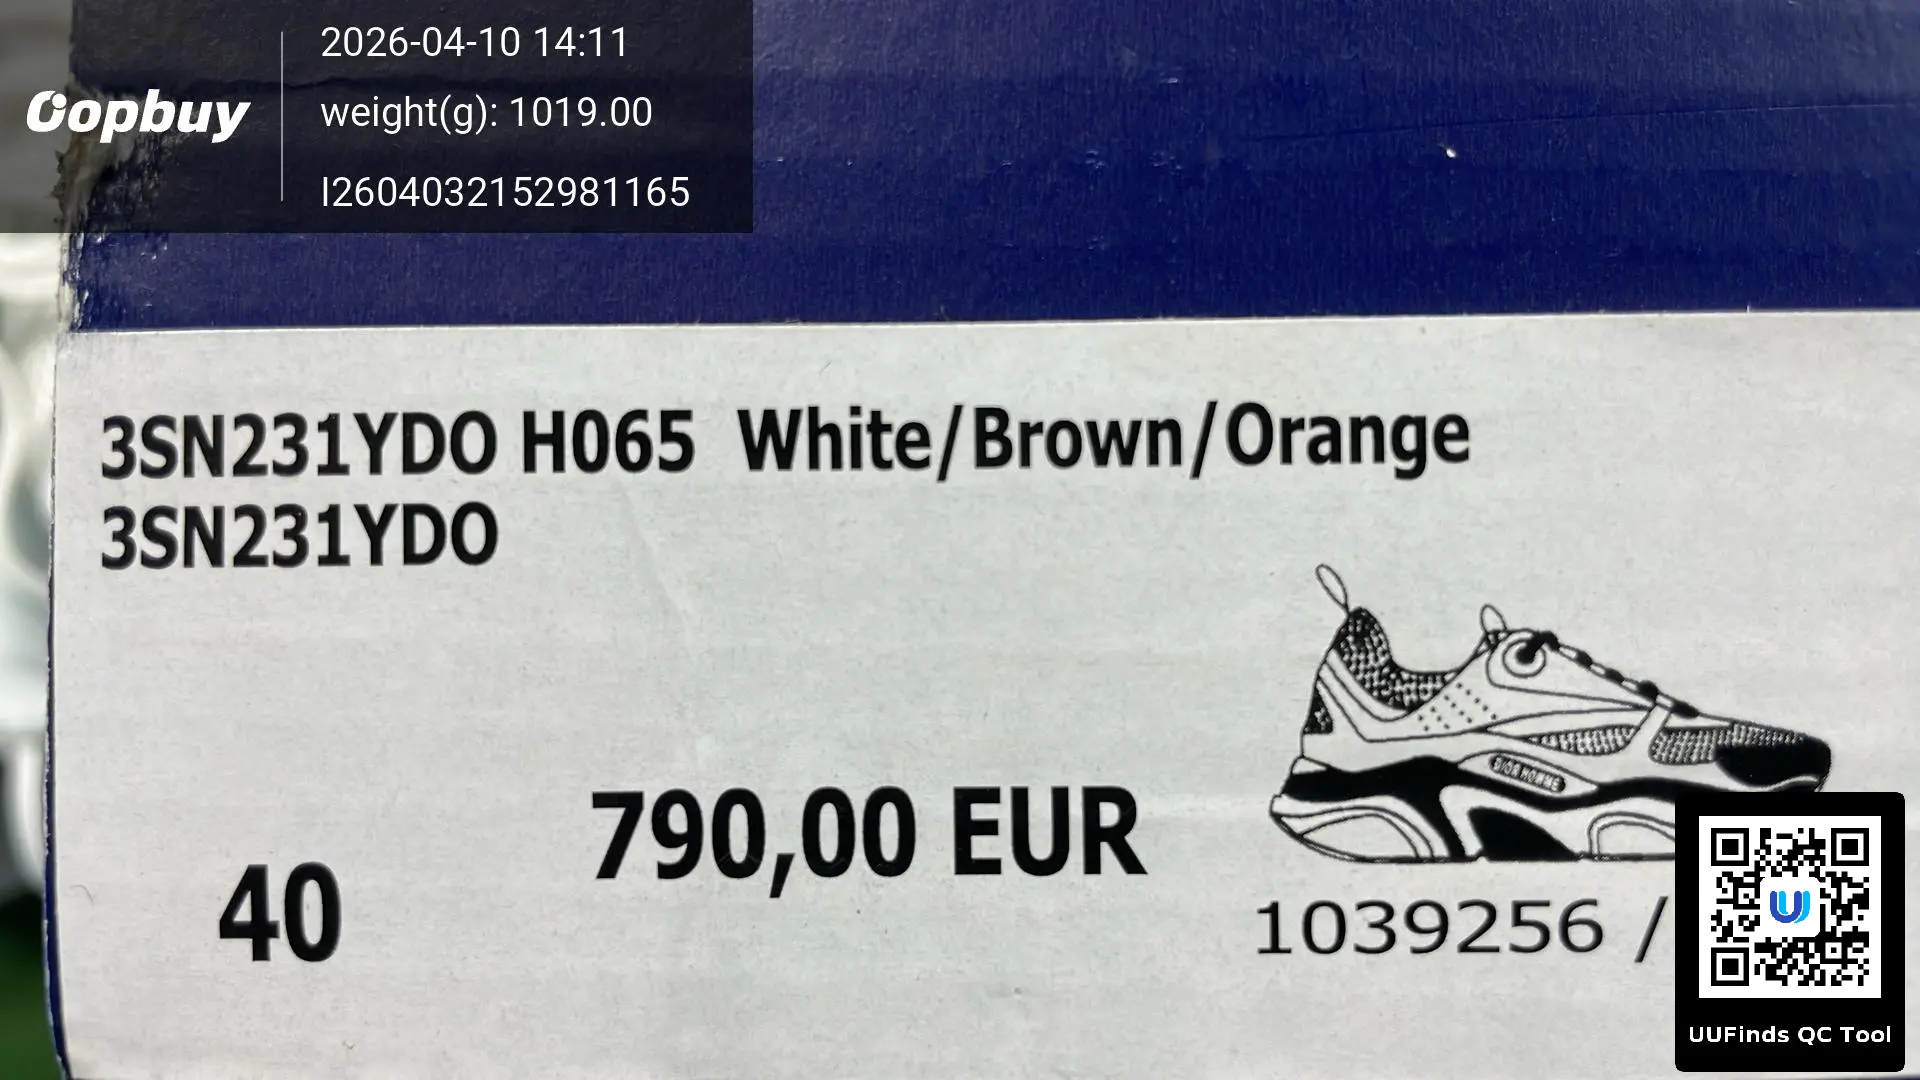 Oopbuy
2026-04-10 14:11
weight(g): 1019.00
I2604032152981165
3SN231YDO H065 White/Brown/Orange
3SN231YDO
DIOR HOMME
790,00 EUR
40
1039256 /
UUFinds QC Tool